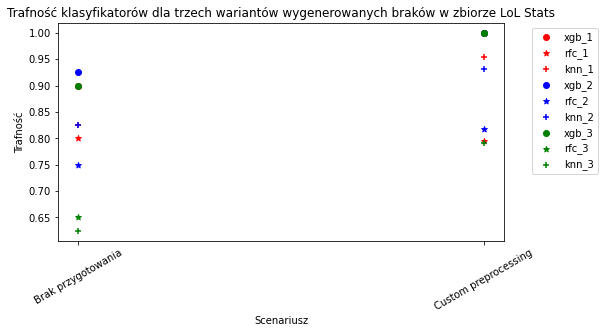 Trafność klasyfikatorów dla trzech wariantów wygenerowanych braków w zbiorze LoL Stats
Trafność
1.00
0.95
0.90
0.85
0.80
0.75
0.70
0.65
Brak przygotowania
Custom preprocessing
Scenariusz
xgb_1
rfc_1
knn_1
xgb_2
rfc_2
knn_2
xgb_3
rfc_3
knn_3